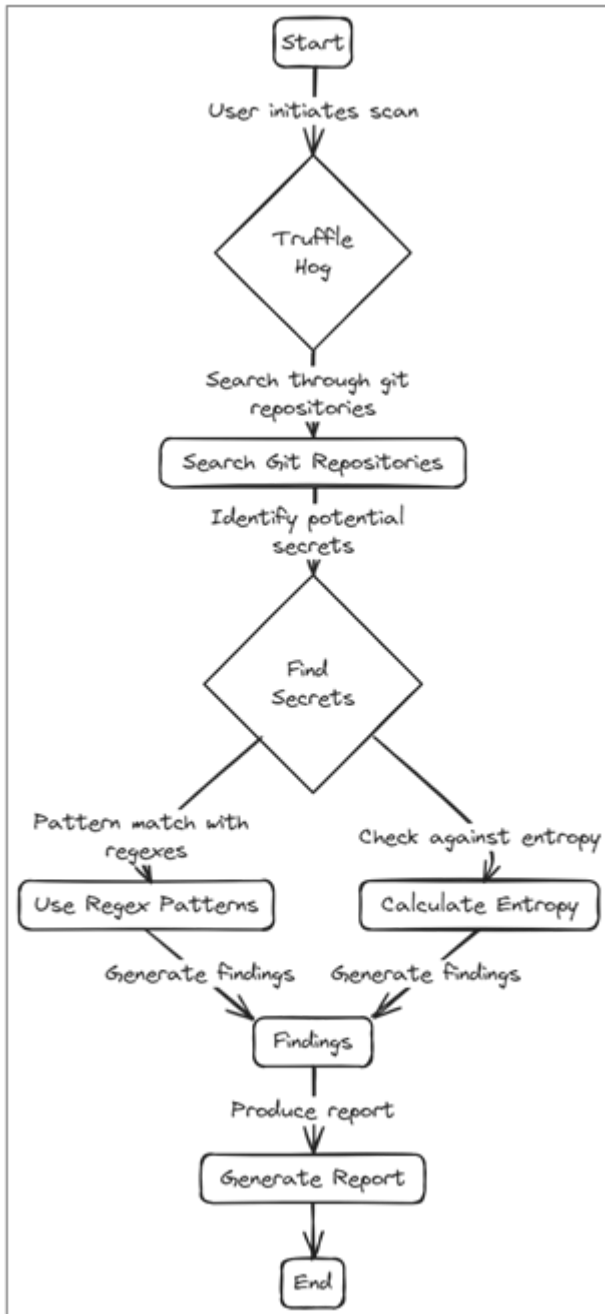 Start
User initiates scan
Truffle
Hog
Search through git
repositories
Search Git Repositories
Identify potential
secrets
Find
Secrets
Pattern match with
regexes
Check against entropy
Use Regex Patterns
Calculate Entropy
Generate findings
Generate findings
Findings
Produce report
Generate Report
End